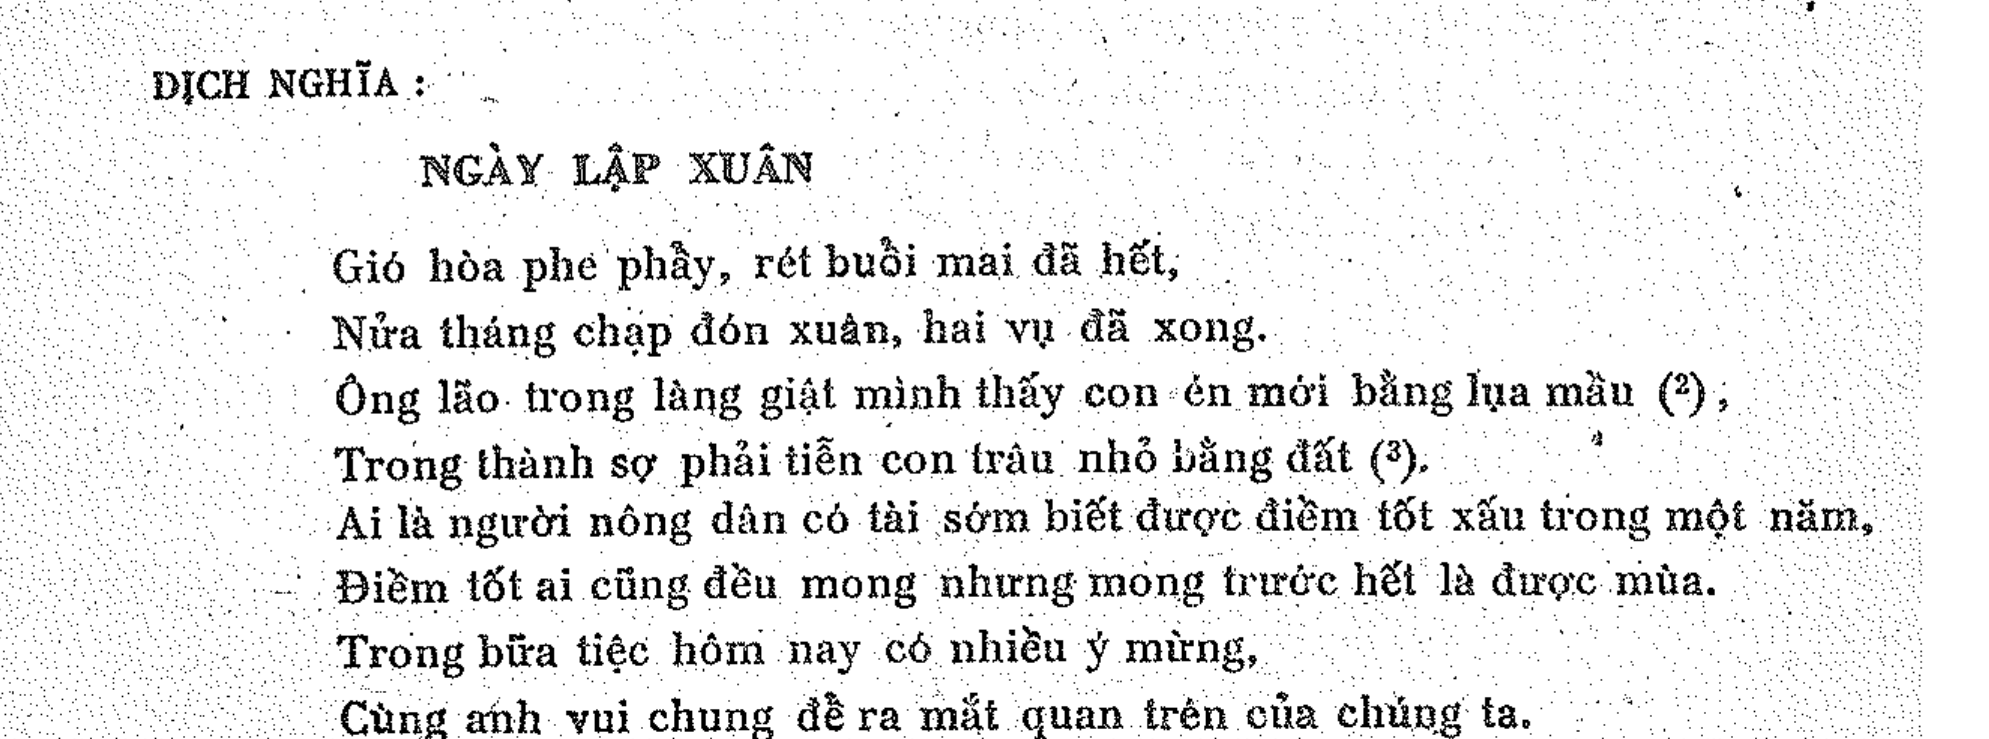 DỊCH NGHĨA :
NGÀY LẬP XUÂN
Gió hòa phe phẩy, rét buổi mai đã hết,
Nửa tháng chạp đón xuân, hai vụ đã xong.
Ông lão trong làng giật mình thấy con én mới bằng lụa mầu (²),
Trong thành sợ phải tiễn con trâu nhỏ bằng đất (³).
Ai là người nông dân có tài sớm biết được điềm tốt xấu trong một năm,
Điềm tốt ai cũng đều mong nhưng mong trước hết là được mùa.
Trong bữa tiệc hôm nay có nhiều ý mừng,
Cùng anh vui chung để ra mắt quan trên của chúng ta.